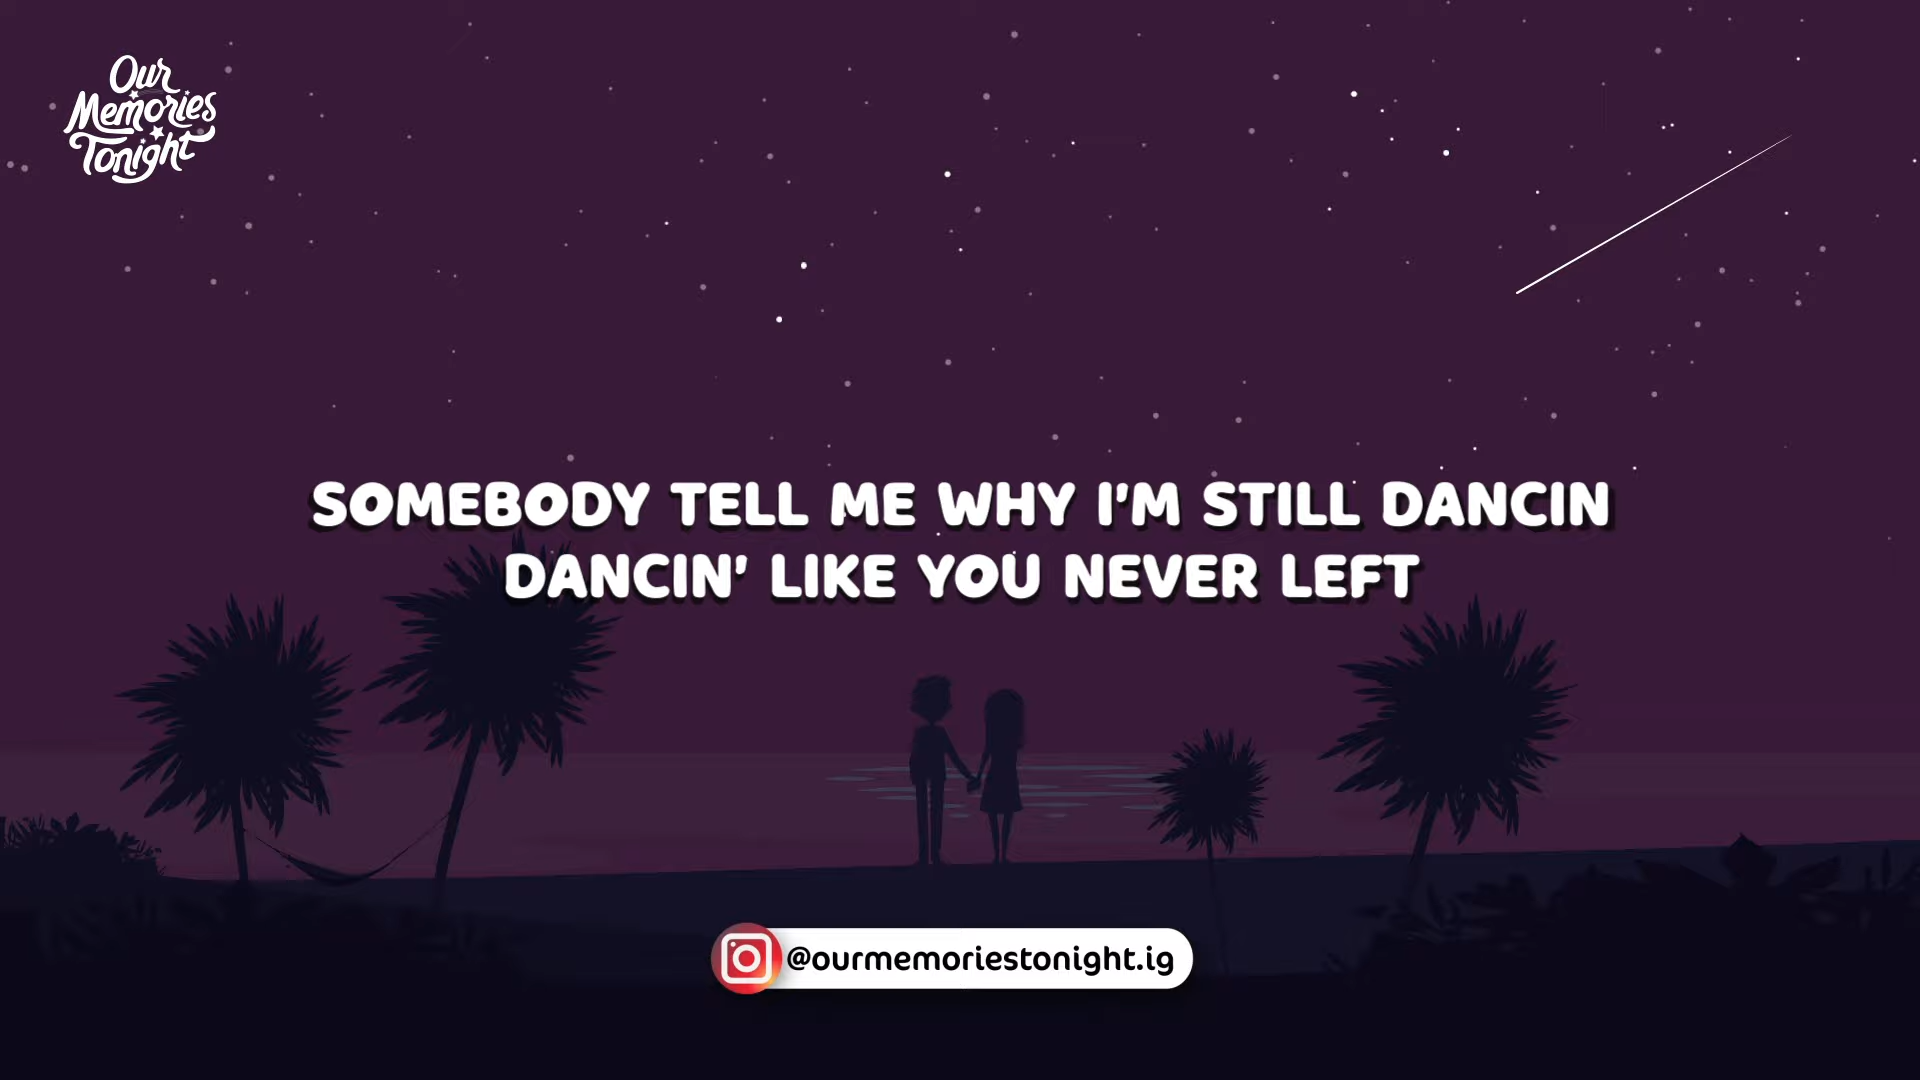 Our
Memories
Tonight
SOMEBODY TELL ME WHY I'M STILL DANCIN
DANCIN' LIKE YOU NEVER LEFT
@ourmemoriestonight.ig